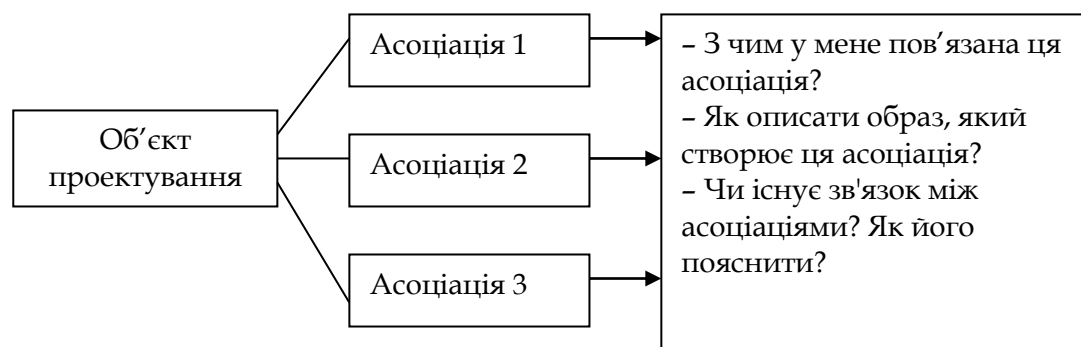 Об’єкт
проектування
Асоціація 1
Асоціація 2
Асоціація 3
– З чим у мене пов’язана ця
асоціація?
– Як описати образ, який
створює ця асоціація?
– Чи існує зв'язок між
асоціаціями? Як його
пояснити?